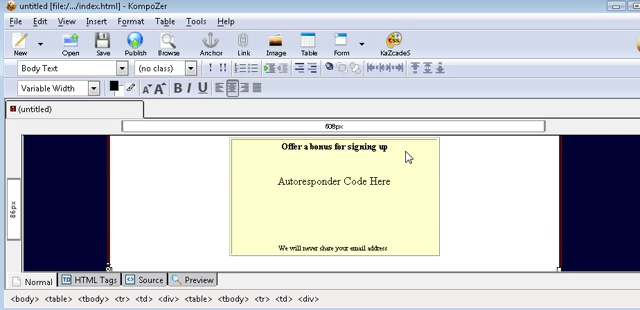 untitled [file:/.../index.html] - KompoZer
File Edit View Insert Format Table Tools Help
New Open Save Publish Browse Anchor Link Image Table Form KaZcadeS
Body Text (no class)
Variable Width B I U
(untitled)
608px
86px
Offer a bonus for signing up
Autoresponder Code Here
We will never share your email address
Normal HTML Tags Source Preview
<body> <table> <tbody> <tr> <td> <div> <table> <tbody> <tr> <td> <div>